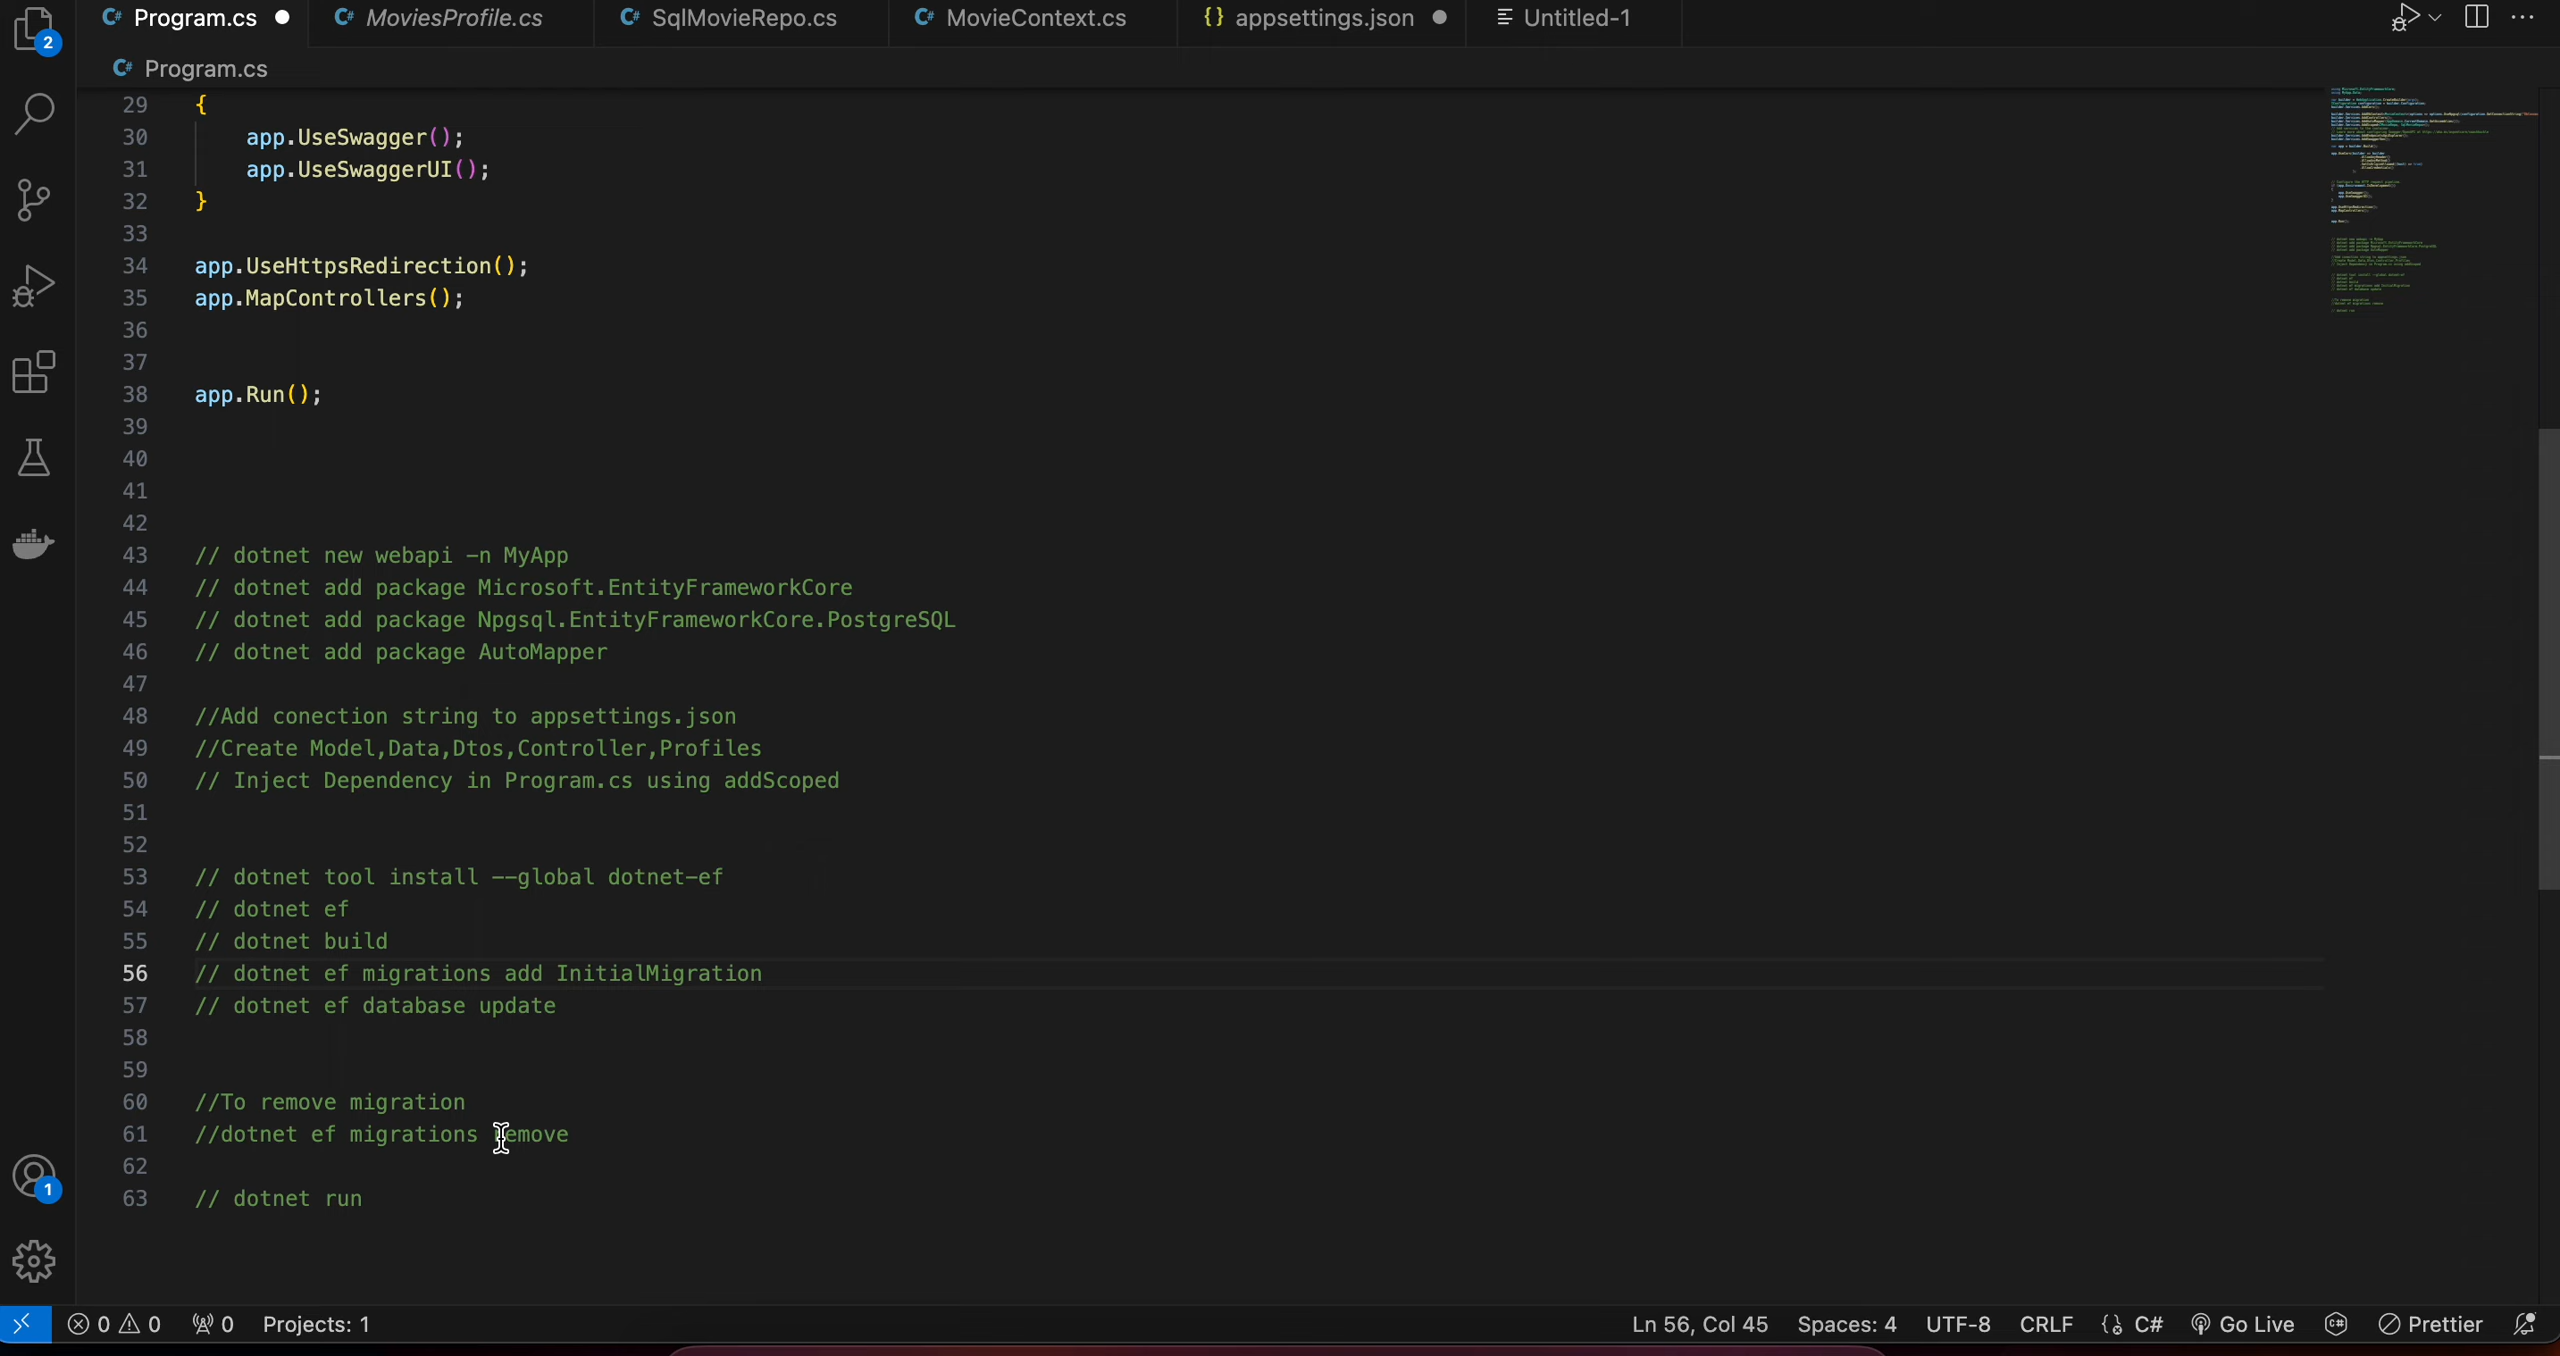 2
C# Program.cs
C# MoviesProfile.cs
C# SqlMovieRepo.cs
C# MovieContext.cs
{} appsettings.json
Untitled-1
C# Program.cs
29 {
30 app.UseSwagger();
31 app.UseSwaggerUI();
32 }
33
34 app.UseHttpsRedirection();
35 app.MapControllers();
36
37
38 app.Run();
39
40
41
42
43 // dotnet new webapi -n MyApp
44 // dotnet add package Microsoft.EntityFrameworkCore
45 // dotnet add package Npgsql.EntityFrameworkCore.PostgreSQL
46 // dotnet add package AutoMapper
47
48 //Add conection string to appsettings.json
49 //Create Model,Data,Dtos,Controller,Profiles
50 // Inject Dependency in Program.cs using addScoped
51
52
53 // dotnet tool install --global dotnet-ef
54 // dotnet ef
55 // dotnet build
56 // dotnet ef migrations add InitialMigration
57 // dotnet ef database update
58
59
60 //To remove migration
61 //dotnet ef migrations remove
62
63 // dotnet run
1
0 0 0 Projects: 1 Ln 56, Col 45 Spaces: 4 UTF-8 CRLF C# Go Live Prettier